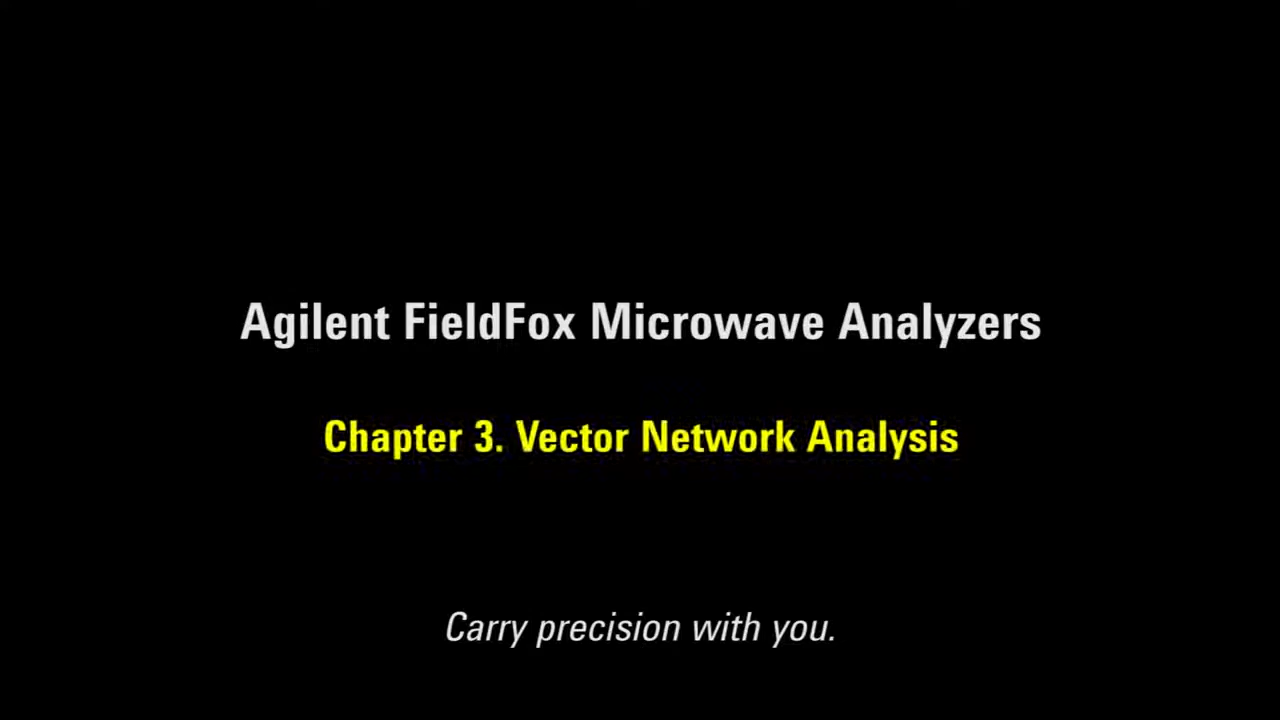 Agilent FieldFox Microwave Analyzers
Chapter 3. Vector Network Analysis
Carry precision with you.